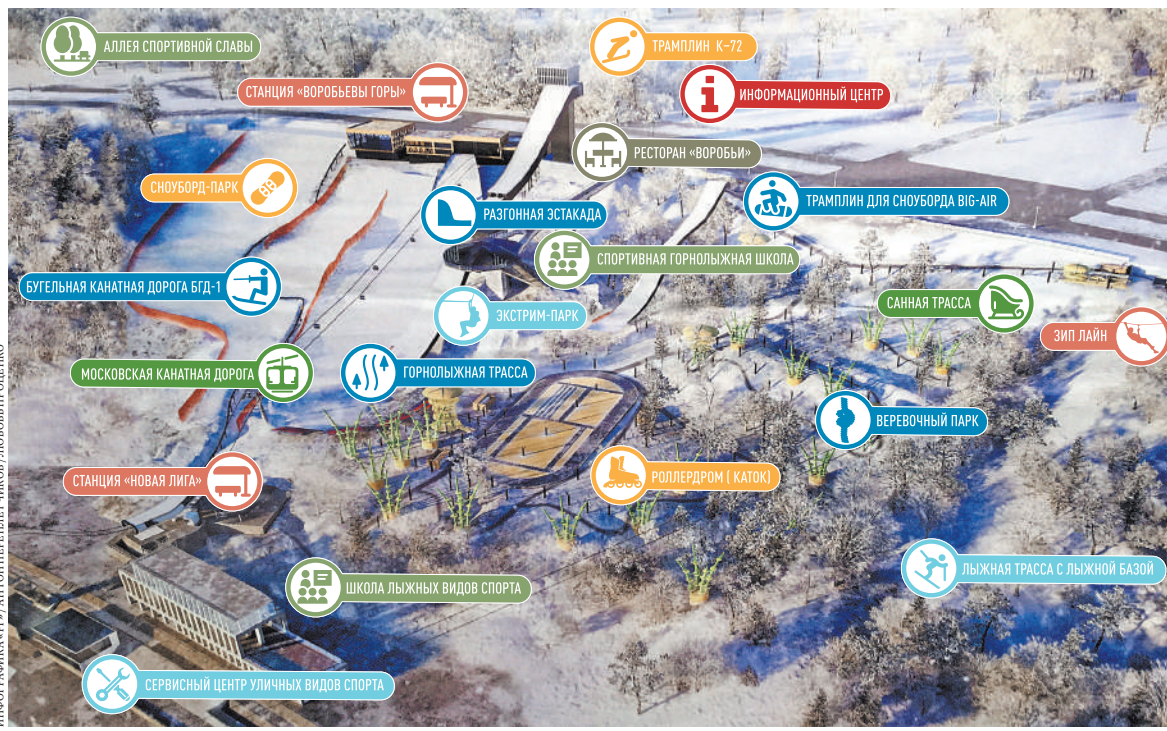 АЛЛЕЯ СПОРТИВНОЙ СЛАВЫ
ТРАМПЛИН К-72
СТАНЦИЯ «ВОРОБЬЕВЫ ГОРЫ»
ИНФОРМАЦИОННЫЙ ЦЕНТР
РЕСТОРАН «ВОРОБЬИ»
СНОУБОРД-ПАРК
РАЗГОННАЯ ЭСТАКАДА
ТРАМПЛИН ДЛЯ СНОУБОРДА BIG-AIR
СПОРТИВНАЯ ГОРНОЛЫЖНАЯ ШКОЛА
БУГЕЛЬНАЯ КАНАТНАЯ ДОРОГА БГД-1
ЭКСТРИМ-ПАРК
САННАЯ ТРАССА
ЗИП ЛАЙН
МОСКОВСКАЯ КАНАТНАЯ ДОРОГА
ГОРНОЛЫЖНАЯ ТРАССА
ВЕРЕВОЧНЫЙ ПАРК
СТАНЦИЯ «НОВАЯ ЛИГА»
РОЛЛЕРДРОМ ( КАТОК)
ЛЫЖНАЯ ТРАССА С ЛЫЖНОЙ БАЗОЙ
ШКОЛА ЛЫЖНЫХ ВИДОВ СПОРТА
СЕРВИСНЫЙ ЦЕНТР УЛИЧНЫХ ВИДОВ СПОРТА